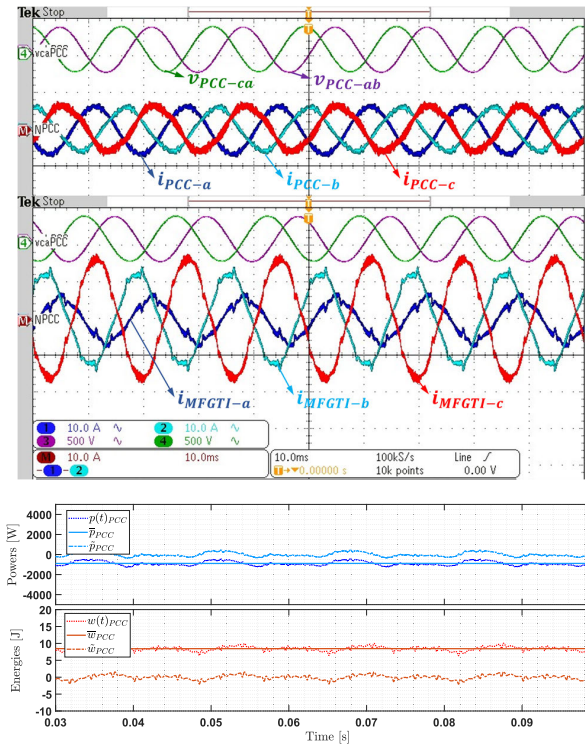 Tek Stop
T
T
4 vcaPCC
v_PCC-ca v_PCC-ab
M NPCC
i_PCC-a i_PCC-b i_PCC-c
Tek Stop
T
T
4 vcaPCC
M NPCC
i_MFGTI-a i_MFGTI-b i_MFGTI-c
1 10.0 A ∿ 2 10.0 A ∿
3 500 V ∿ 4 500 V ∿
M 10.0 A 10.0ms
1 - 2
10.0ms 100kS/s Line
T→▼0.00000 s 10k points 0.00 V
Powers [W]
4000
2000
0
-2000
-4000
p(t)_PCC
p̅_PCC
p̃_PCC
Energies [J]
20
15
10
5
0
-5
-10
w(t)_PCC
w̅_PCC
w̃_PCC
0.03 0.04 0.05 0.06 0.07 0.08 0.09
Time [s]